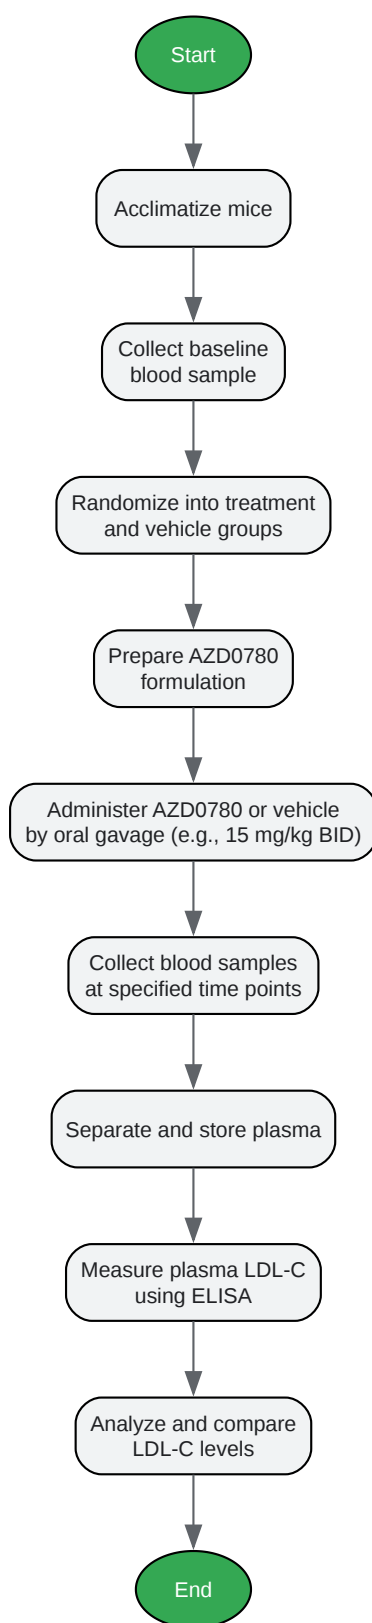 Start
Acclimatize mice
Collect baseline
blood sample
Randomize into treatment
and vehicle groups
Prepare AZD0780
formulation
Administer AZD0780 or vehicle
by oral gavage (e.g., 15 mg/kg BID)
Collect blood samples
at specified time points
Separate and store plasma
Measure plasma LDL-C
using ELISA
Analyze and compare
LDL-C levels
End